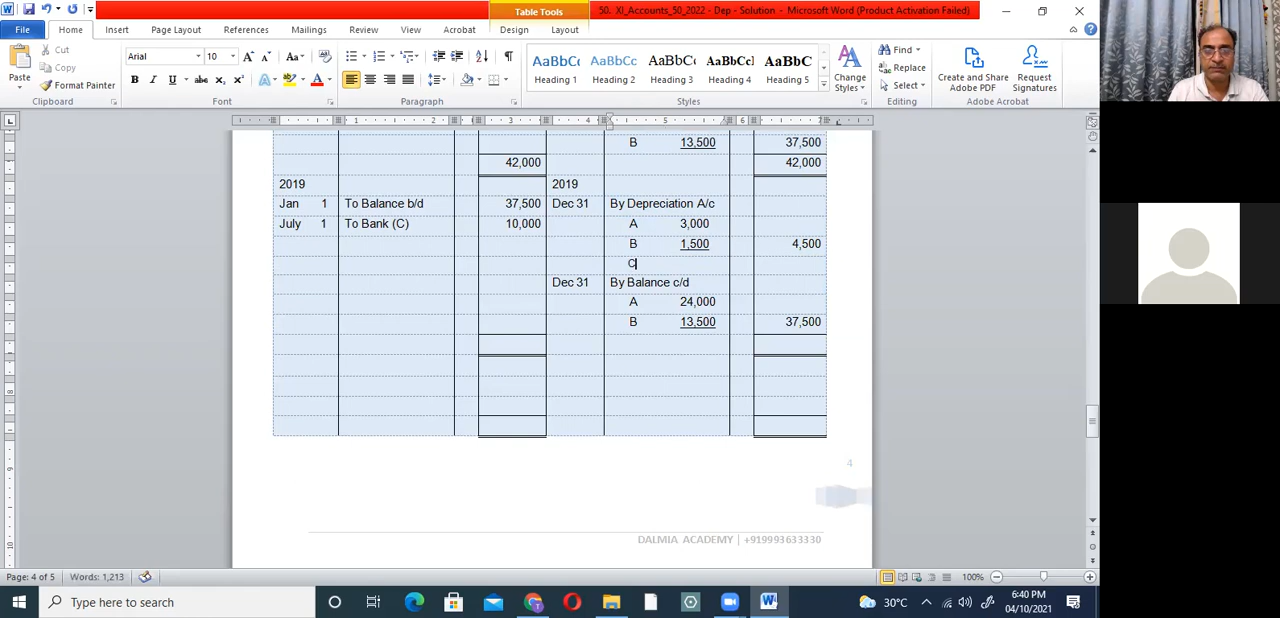 Table Tools
50. XI_Accounts_50_2022 - Dep - Solution - Microsoft Word (Product Activation Failed)
File Home Insert Page Layout References Mailings Review View Acrobat Design Layout
Paste
Cut
Copy
Format Painter
Arial 10
AaBbCc Heading 1
AaBbCc Heading 2
AaBbC Heading 3
AaBbCcI Heading 4
AaBbC Heading 5
Change Styles
Find
Replace
Select
Create and Share Adobe PDF
Request Signatures
Clipboard Font Paragraph Styles Editing Adobe Acrobat
B 13,500 37,500
42,000 42,000
2019 2019
Jan 1 To Balance b/d 37,500 Dec 31 By Depreciation A/c
July 1 To Bank (C) 10,000 A 3,000
B 1,500 4,500
C
Dec 31 By Balance c/d
A 24,000
B 13,500 37,500
4
DALMIA ACADEMY | +919993633330
Page: 4 of 5 Words: 1,213 100%
Type here to search
30°C
6:40 PM
04/10/2021